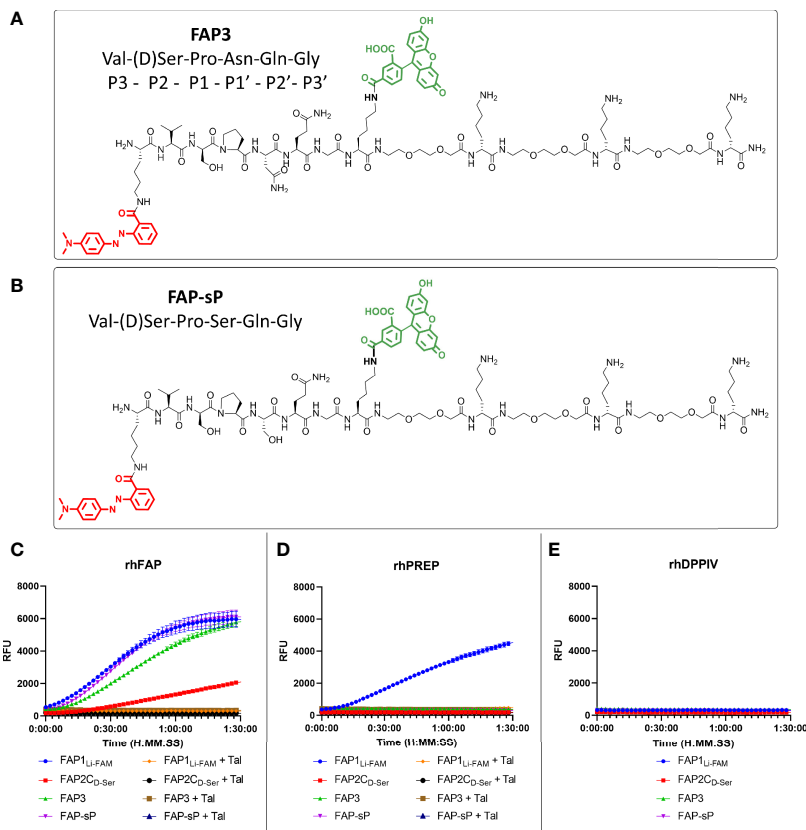 A
FAP3
Val-(D)Ser-Pro-Asn-Gln-Gly
P3 - P2 - P1 - P1’ - P2’- P3’
OH
HOOC
O
O
O
NH
O
NH₂
NH₂
NH₂
NH₂
H₂N
O
H
N
O
N
H
OH
O
N
O
H
N
O
NH₂
O
N
H
O
H
N
O
N
H
O
H
N
O
O
O
N
H
O
H
N
O
O
O
N
H
O
H
N
O
O
O
N
H
O
NH₂
NH
O
N
N
N
B
FAP-sP
Val-(D)Ser-Pro-Ser-Gln-Gly
OH
HOOC
O
O
O
NH
O
NH₂
NH₂
NH₂
NH₂
H₂N
O
H
N
O
N
H
OH
O
N
O
H
N
OH
O
N
H
O
H
N
O
N
H
O
H
N
O
O
O
N
H
O
H
N
O
O
O
N
H
O
H
N
O
O
O
N
H
O
NH₂
NH
O
N
N
N
C
rhFAP
RFU
8000
6000
4000
2000
0
0:00:00
0:30:00
1:00:00
1:30:00
Time (H.MM.SS)
FAP1Li-FAM
FAP1Li-FAM + Tal
FAP2CD-Ser
FAP2CD-Ser + Tal
FAP3
FAP3 + Tal
FAP-sP
FAP-sP + Tal
D
rhPREP
RFU
8000
6000
4000
2000
0
0:00:00
0:30:00
1:00:00
1:30:00
Time (H:MM:SS)
FAP1Li-FAM
FAP1Li-FAM + Tal
FAP2CD-Ser
FAP2CD-Ser + Tal
FAP3
FAP3 + Tal
FAP-sP
FAP-sP + Tal
E
rhDPPIV
RFU
8000
6000
4000
2000
0
0:00:00
0:30:00
1:00:00
1:30:00
Time (H.MM.SS)
FAP1Li-FAM
FAP2CD-Ser
FAP3
FAP-sP